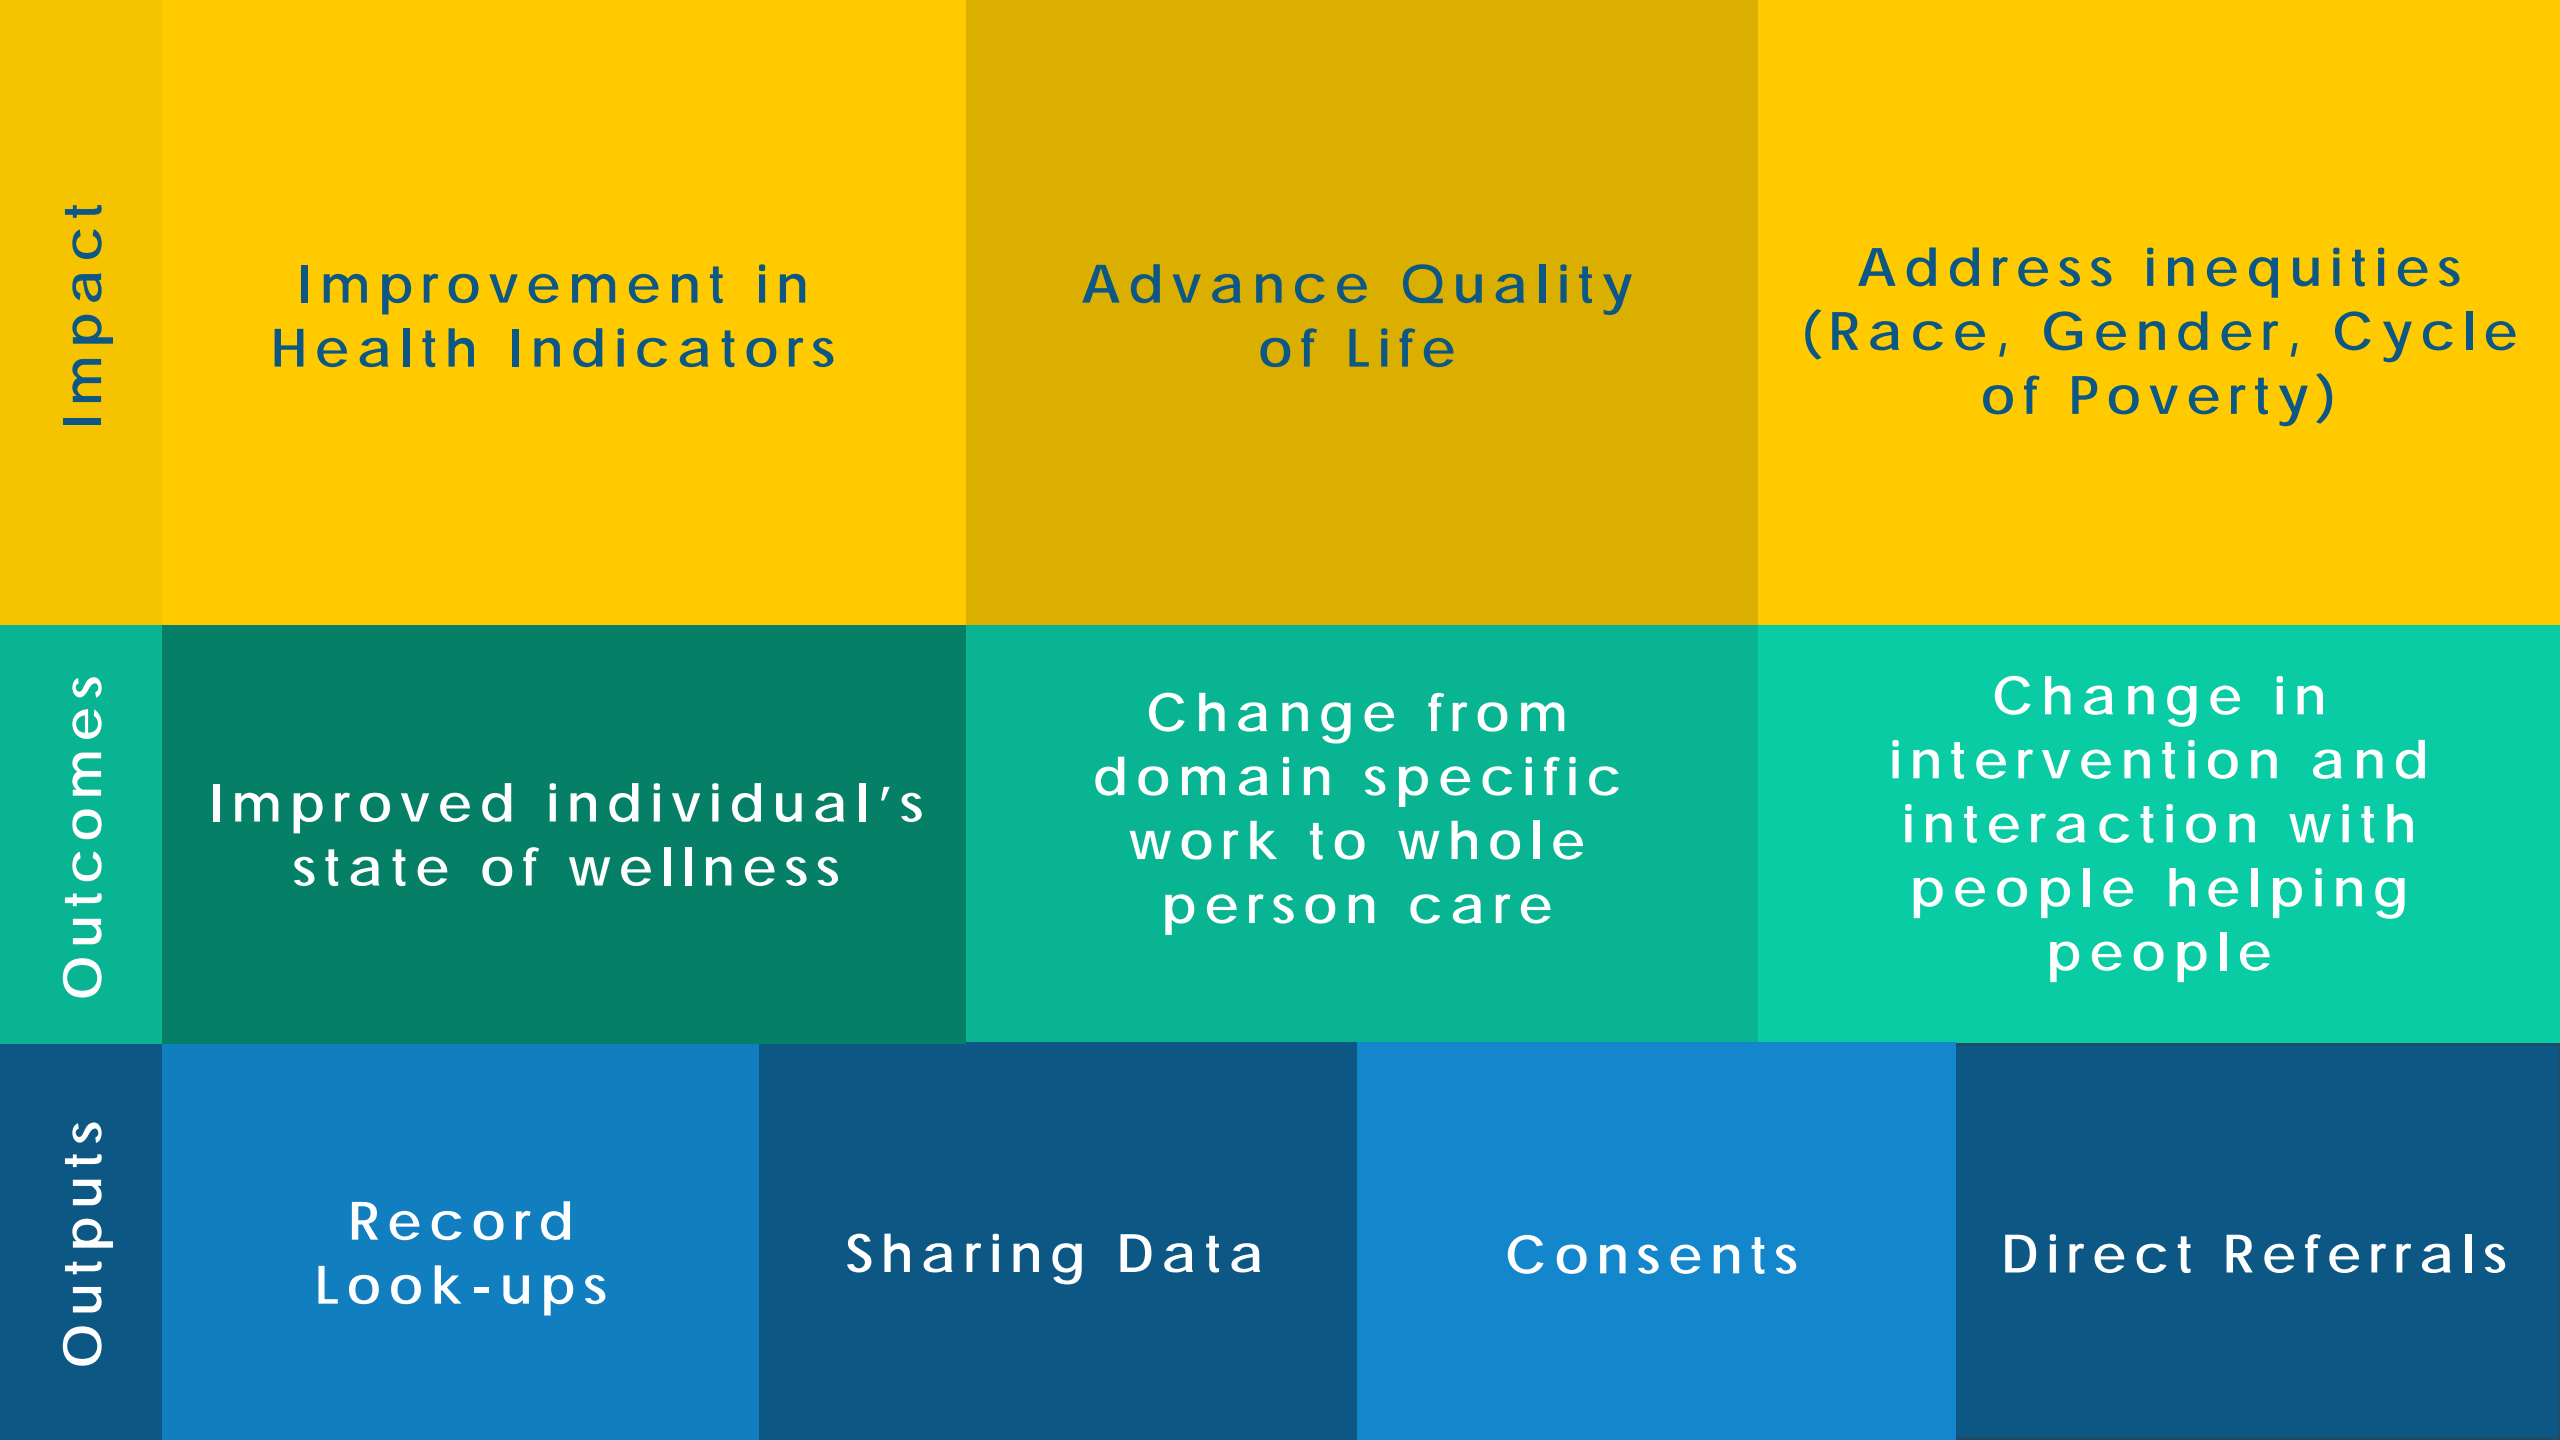 Impact
Improvement in
Health Indicators
Advance Quality
of Life
Address inequities
(Race, Gender, Cycle
of Poverty)
Outcomes
Improved individual’s
state of wellness
Change from
domain specific
work to whole
person care
Change in
intervention and
interaction with
people helping
people
Outputs
Record
Look-ups
Sharing Data
Consents
Direct Referrals